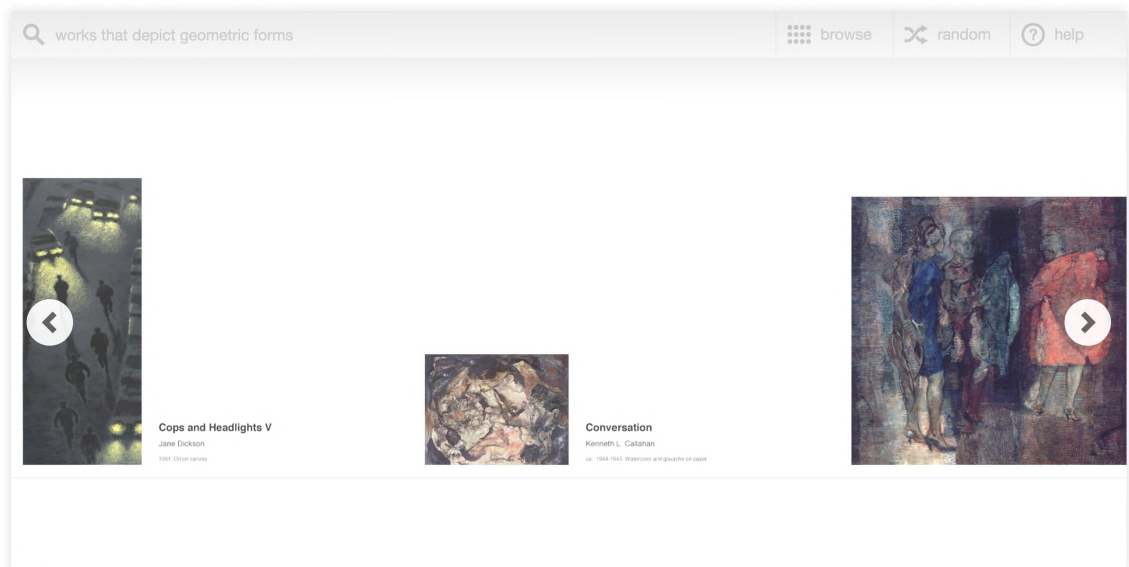 works that depict geometric forms
browse
random
? help
Cops and Headlights V
Jane Dickson
1991 Oil on canvas
Conversation
Kenneth L. Callahan
ca. 1944-1945 Watercolor and gouache on paper